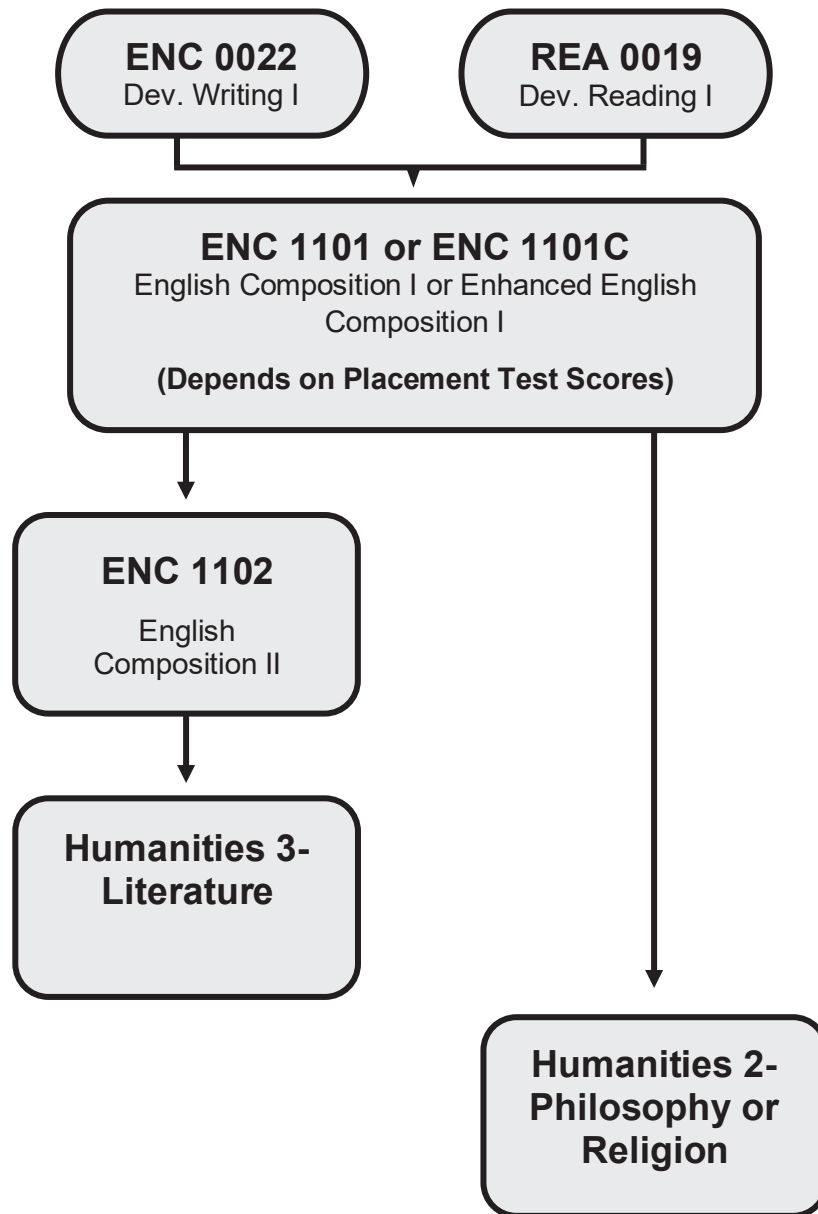 ENC 0022
Dev. Writing I
REA 0019
Dev. Reading I
ENC 1101 or ENC 1101C
English Composition I or Enhanced English
Composition I
(Depends on Placement Test Scores)
ENC 1102
English
Composition II
Humanities 3-
Literature
Humanities 2-
Philosophy or
Religion